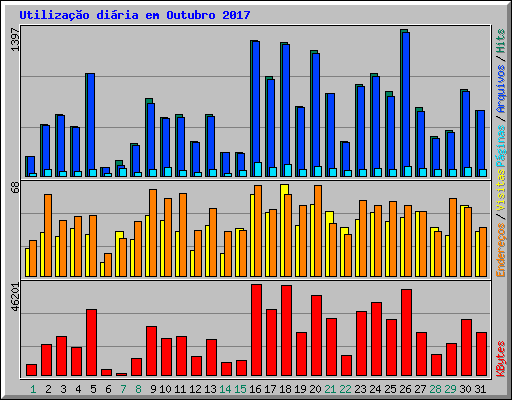 Utilização diária em Outubro 2017
1397
68
46201
Endereços / Visitas Páginas / Arquivos / Hits
KBytes
1 2 3 4 5 6 7 8 9 10 11 12 13 14 15 16 17 18 19 20 21 22 23 24 25 26 27 28 29 30 31